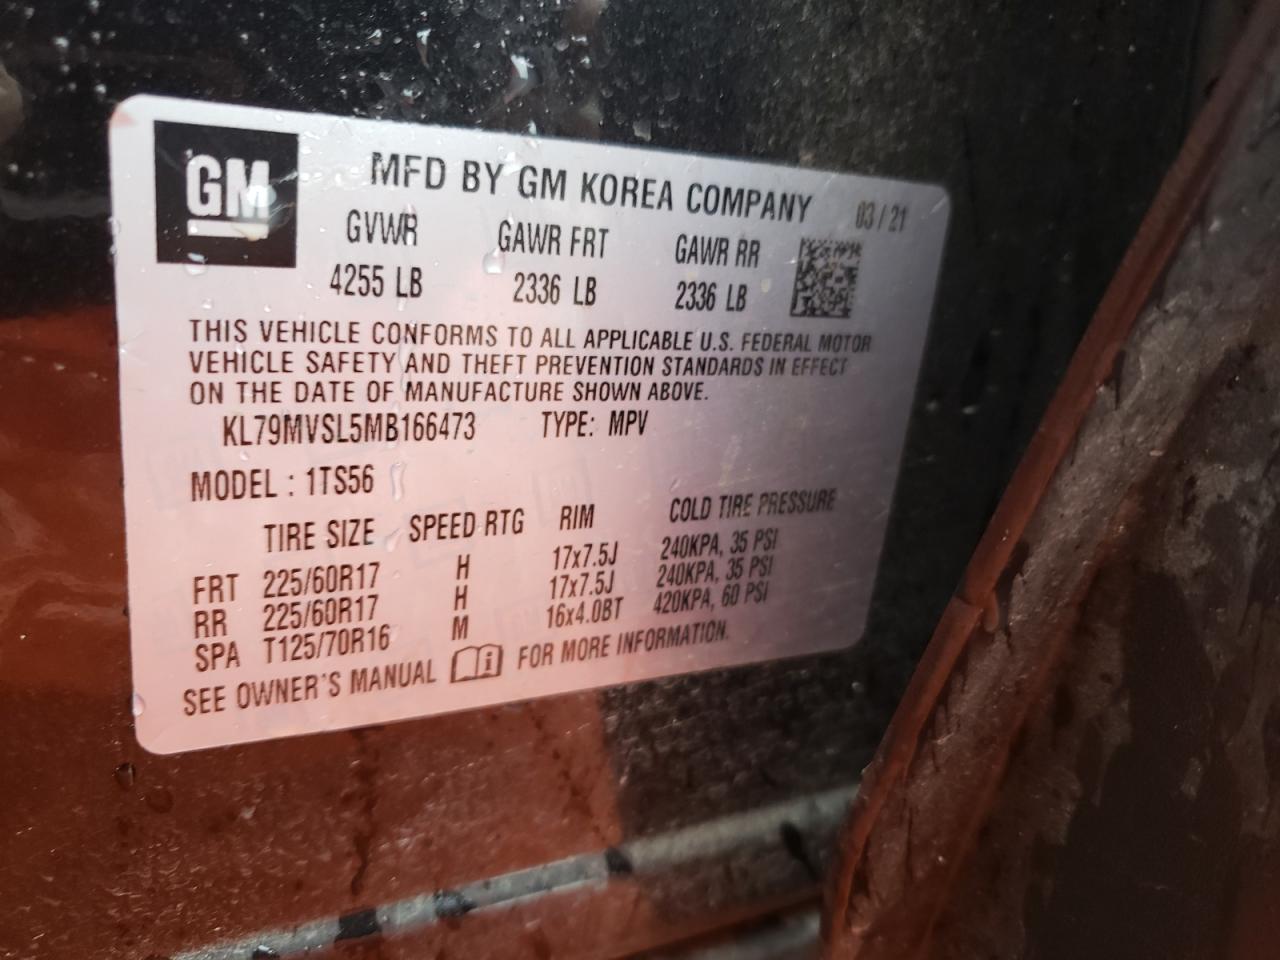 GM
MFD BY GM KOREA COMPANY 03 / 21
GVWR GAWR FRT GAWR RR
4255 LB 2336 LB 2336 LB
THIS VEHICLE CONFORMS TO ALL APPLICABLE U.S. FEDERAL MOTOR
VEHICLE SAFETY AND THEFT PREVENTION STANDARDS IN EFFECT
ON THE DATE OF MANUFACTURE SHOWN ABOVE.
KL79MVSL5MB166473 TYPE: MPV
MODEL : 1TS56
TIRE SIZE SPEED RTG RIM COLD TIRE PRESSURE
FRT 225/60R17 H 17x7.5J 240KPA, 35 PSI
RR 225/60R17 H 17x7.5J 240KPA, 35 PSI
SPA T125/70R16 M 16x4.0BT 420KPA, 60 PSI
SEE OWNER'S MANUAL i FOR MORE INFORMATION.